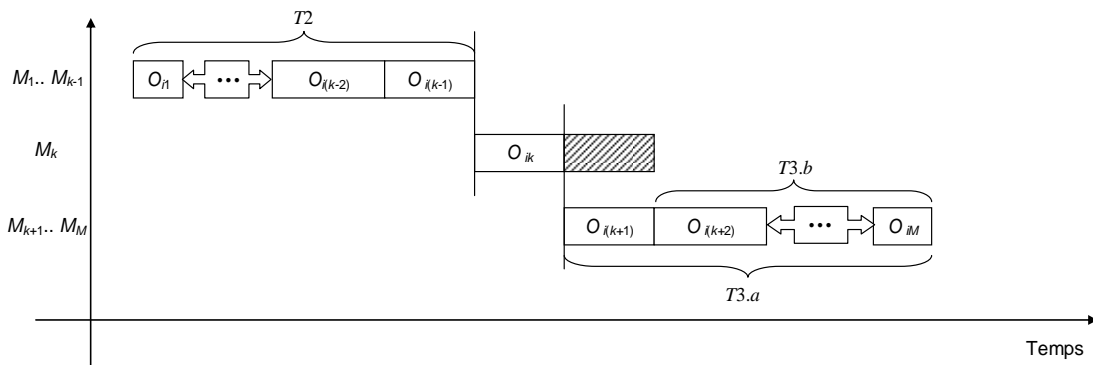 T2
M1.. Mk-1 Oi1 ••• Oi(k-2) Oi(k-1)
Mk Oik
T3.b
Mk+1.. MM Oi(k+1) Oi(k+2) ••• OiM
T3.a
Temps